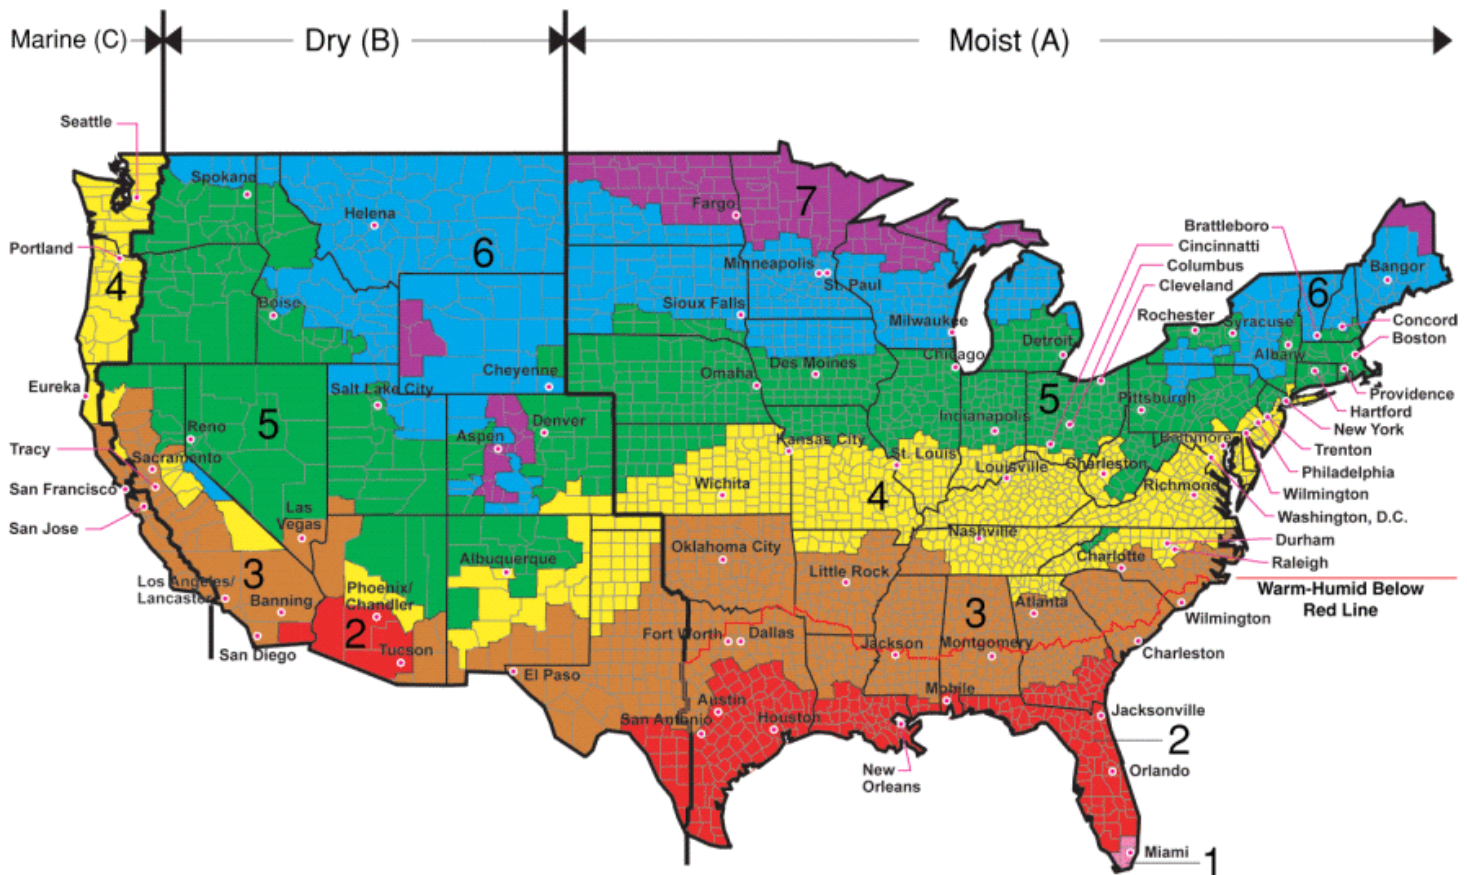 Marine (C)
Dry (B)
Moist (A)
Seattle
Spokane
Helena
Fargo
7
Portland
4
6
Minneapolis
St. Paul
Brattleboro
Cincinnatti
Columbus
Cleveland
Bangor
6
Boise
Sioux Falls
Milwaukee
Rochester
Syracuse
Concord
Boston
Detroit
Albany
Chicago
Des Moines
Omaha
Cheyenne
Salt Lake City
Eureka
Providence
Hartford
New York
Pittsburgh
5
Indianapolis
5
Reno
Denver
Aspen
Kansas City
Baltimore
Trenton
Tracy
Sacramento
St. Louis
Louisville
Charleston
Philadelphia
San Francisco
Wichita
4
Richmond
Wilmington
San Jose
Las
Vegas
Washington, D.C.
Nashville
Durham
Oklahoma City
Albuquerque
Charlotte
Raleigh
3
Los Angeles/
Lancaster
Banning
Phoenix/
Chandler
Little Rock
Atlanta
3
Warm-Humid Below
Red Line
Wilmington
2
Fort Worth
Dallas
Jackson
Montgomery
San Diego
Tucson
Charleston
El Paso
Austin
Mobile
San Antonio
Houston
Jacksonville
2
New
Orleans
Orlando
Miami
1